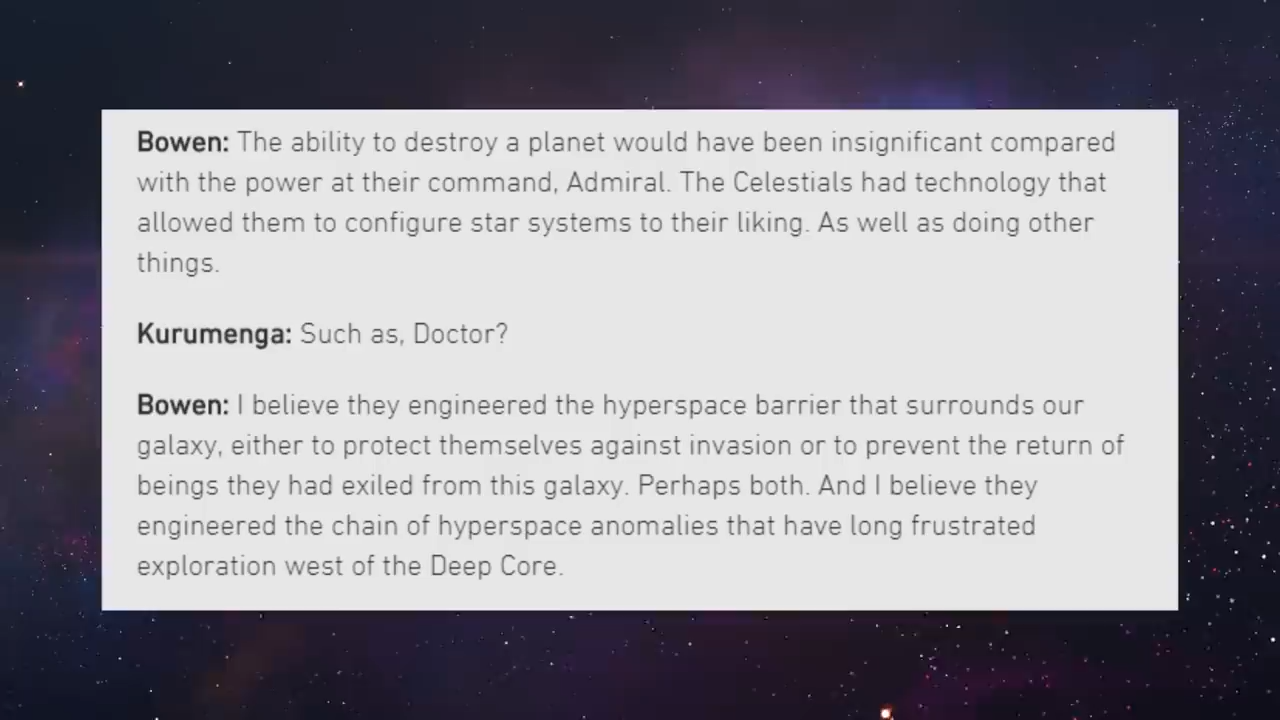 Bowen: The ability to destroy a planet would have been insignificant compared
with the power at their command, Admiral. The Celestials had technology that
allowed them to configure star systems to their liking. As well as doing other
things.
Kurumenga: Such as, Doctor?
Bowen: I believe they engineered the hyperspace barrier that surrounds our
galaxy, either to protect themselves against invasion or to prevent the return of
beings they had exiled from this galaxy. Perhaps both. And I believe they
engineered the chain of hyperspace anomalies that have long frustrated
exploration west of the Deep Core.